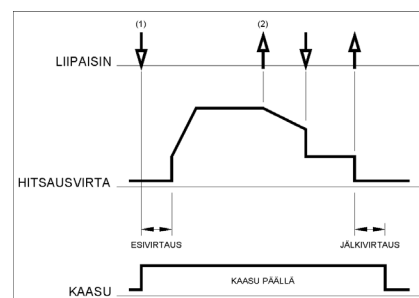 (1) (2)
LIIPAISIN
HITSAUSVIRTA
ESIVIRTAUS JÄLKIVIRTAUS
KAASU PÄÄLLÄ
KAASU